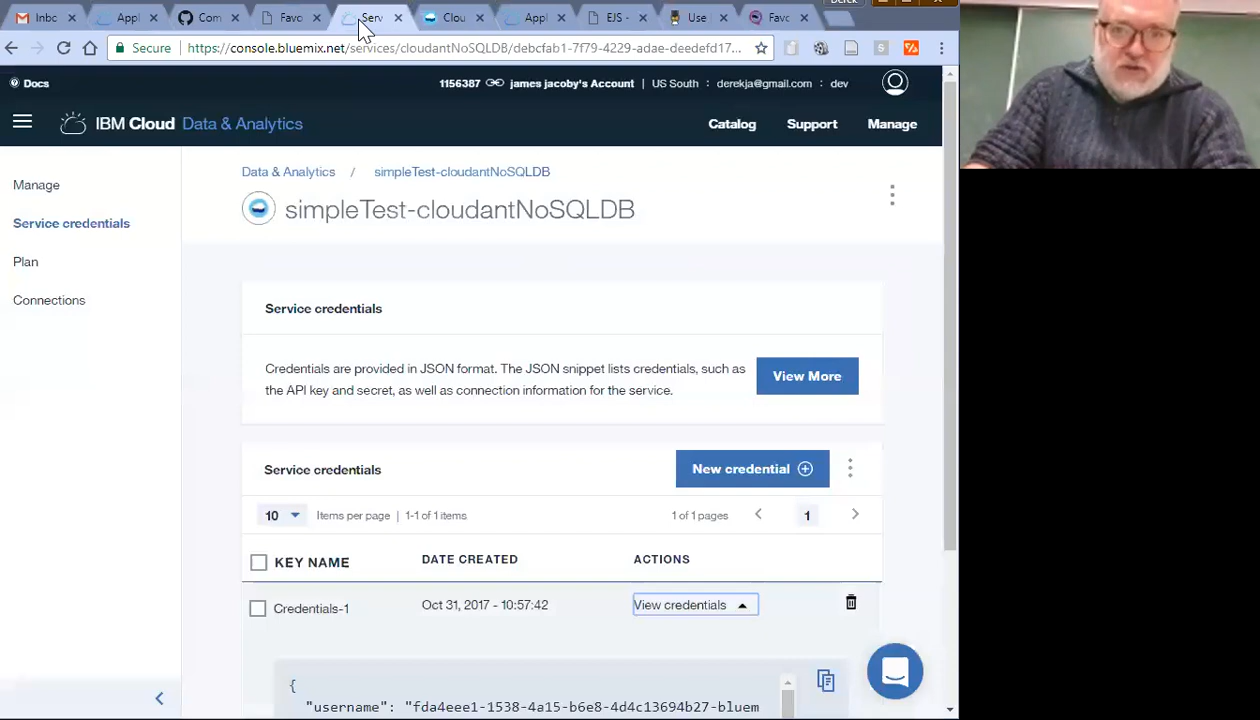 Derek
Inbc
Appl
Com
Favo
Serv
Clou
Appl
EJS -
Use
Favc
Secure
https://console.bluemix.net/services/cloudantNoSQLDB/debcfab1-7f79-4229-adae-deedefd17...
Docs
1156387 james jacoby's Account | US South : derekja@gmail.com : dev
IBM Cloud Data & Analytics
Catalog Support Manage
Manage
Service credentials
Plan
Connections
Data & Analytics / simpleTest-cloudantNoSQLDB
simpleTest-cloudantNoSQLDB
Service credentials
Credentials are provided in JSON format. The JSON snippet lists credentials, such as
the API key and secret, as well as connection information for the service.
View More
Service credentials
New credential
10 Items per page | 1-1 of 1 items
1 of 1 pages < 1 >
KEY NAME DATE CREATED ACTIONS
Credentials-1 Oct 31, 2017 - 10:57:42 View credentials
{
"username": "fda4eee1-1538-4a15-b6e8-4d4c13694b27-bluem